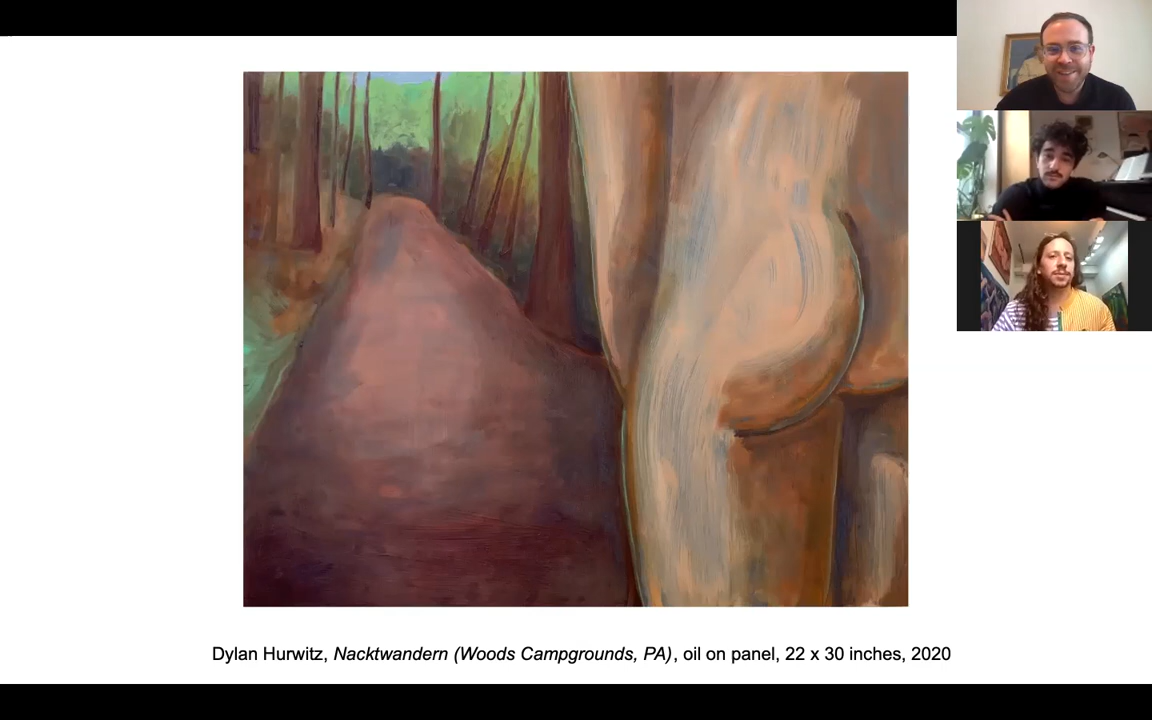 Dylan Hurwitz, Nacktwandern (Woods Campgrounds, PA), oil on panel, 22 x 30 inches, 2020